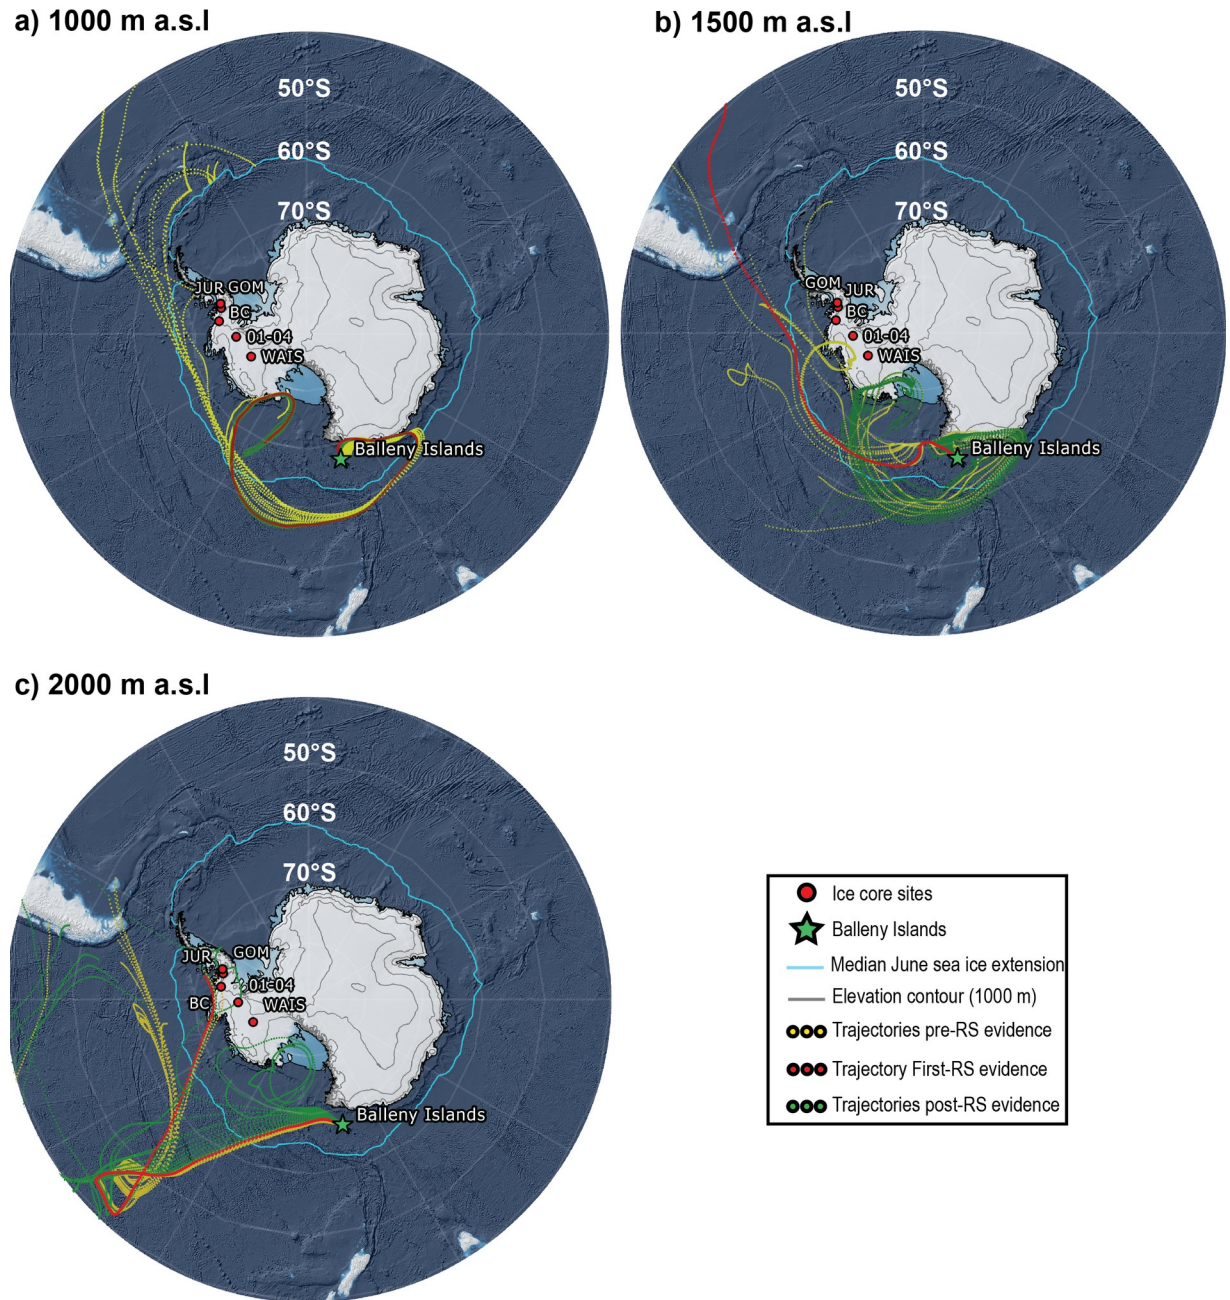 a) 1000 m a.s.l
50°S
60°S
70°S
JUR GOM
BC
01-04
WAIS
Balleny Islands
b) 1500 m a.s.l
50°S
60°S
70°S
GOM JUR
BC
01-04
WAIS
Balleny Islands
c) 2000 m a.s.l
50°S
60°S
70°S
JUR GOM
01-04
BC WAIS
Balleny Islands
Ice core sites
Balleny Islands
Median June sea ice extension
Elevation contour (1000 m)
Trajectories pre-RS evidence
Trajectory First-RS evidence
Trajectories post-RS evidence